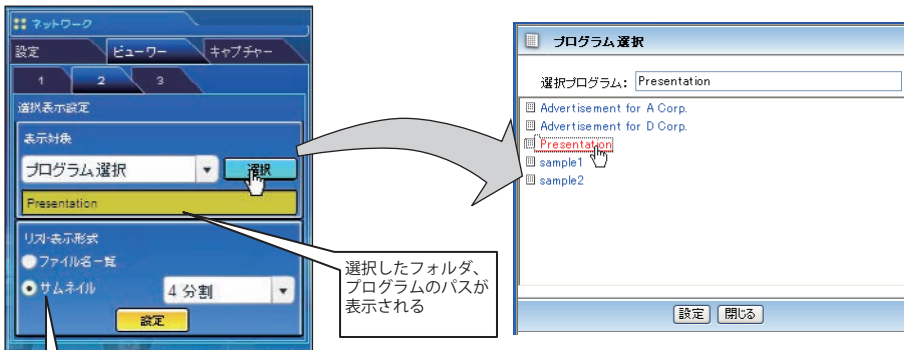 ネットワーク
設定 ビューワー キャプチャー
1 2 3
選択表示設定
表示対象
プログラム選択 選択
Presentation
リスト表示形式
ファイル名一覧
サムネイル 4 分割
設定
選択したフォルダ、
プログラムのパスが
表示される
プログラム選択
選択プログラム: Presentation
Advertisement for A Corp.
Advertisement for D Corp.
Presentation
sample1
sample2
設定 閉じる